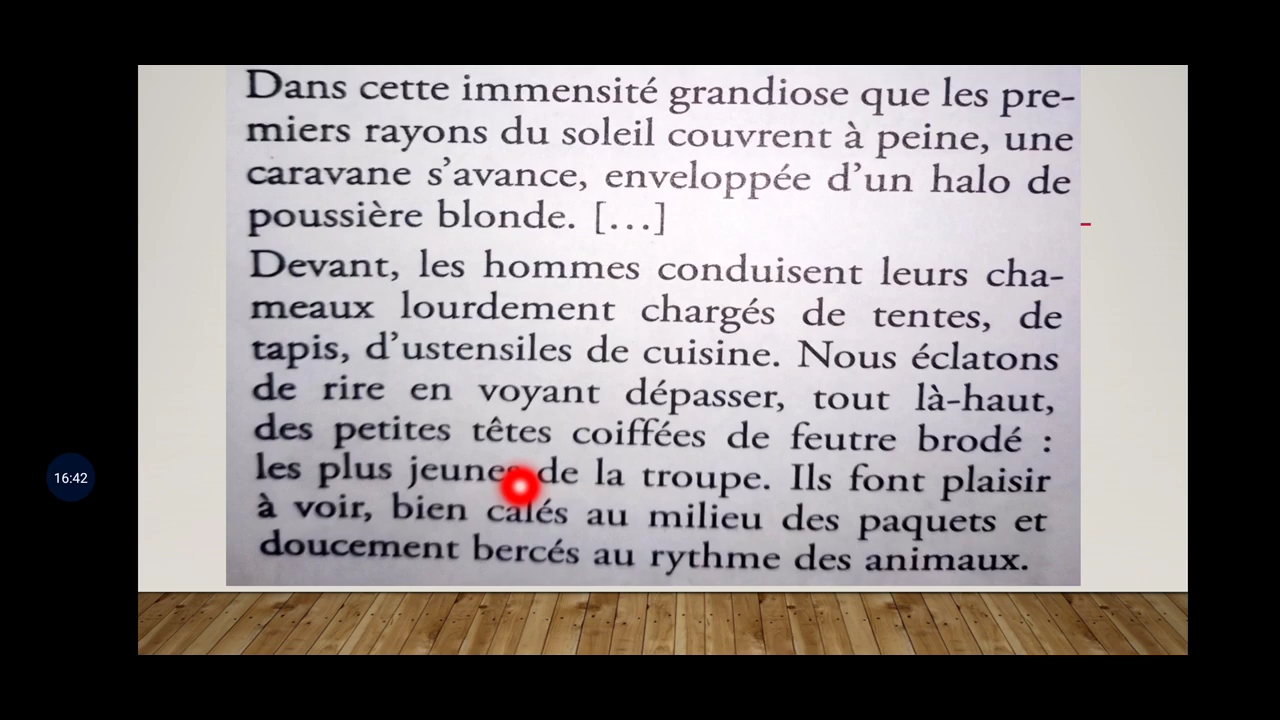 Dans cette immensité grandiose que les pre-
miers rayons du soleil couvrent à peine, une
caravane s'avance, enveloppée d'un halo de
poussière blonde. [...]
Devant, les hommes conduisent leurs cha-
meaux lourdement chargés de tentes, de
tapis, d'ustensiles de cuisine. Nous éclatons
de rire en voyant dépasser, tout là-haut,
des petites têtes coiffées de feutre brodé :
les plus jeunes de la troupe. Ils font plaisir
à voir, bien calés au milieu des paquets et
doucement bercés au rythme des animaux.
16:42